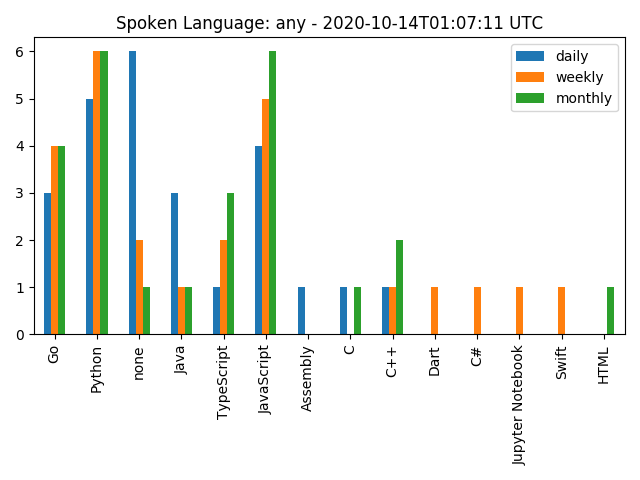 Spoken Language: any - 2020-10-14T01:07:11 UTC
daily
weekly
monthly
6
5
4
3
2
1
0
Go
Python
none
Java
TypeScript
JavaScript
Assembly
C
C++
Dart
C#
Jupyter Notebook
Swift
HTML